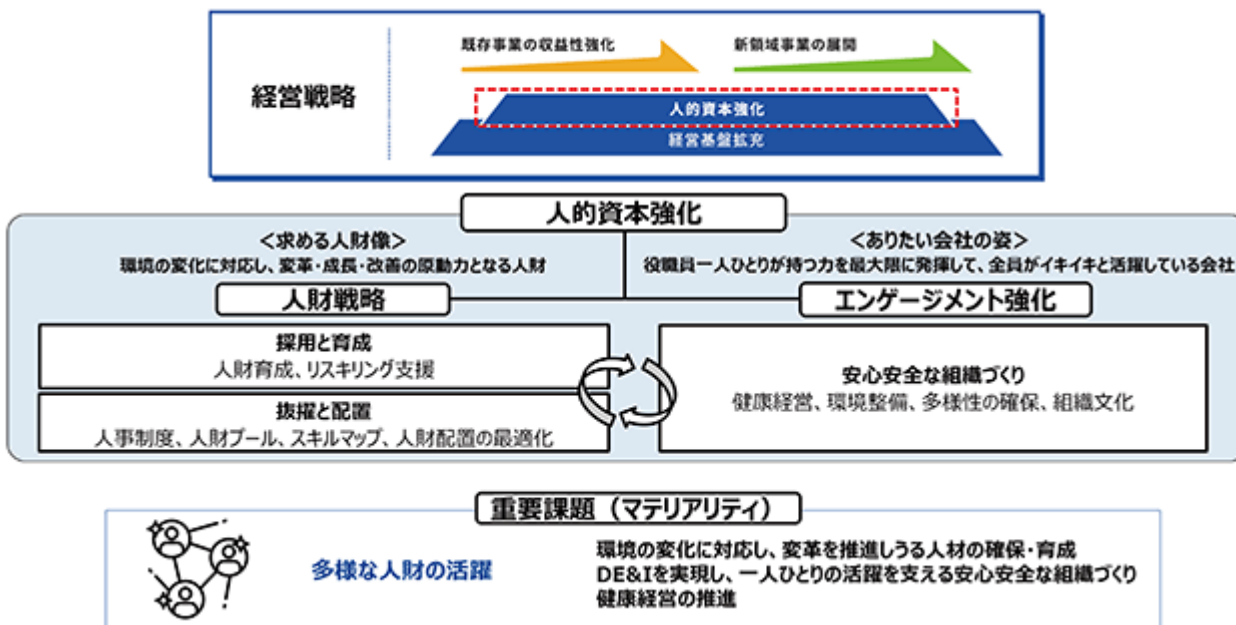 経営戦略
既存事業の収益性強化
新領域事業の展開
人的資本強化
経営基盤拡充
人的資本強化
＜求める人財像＞
環境の変化に対応し、変革・成長・改善の原動力となる人財
＜ありたい会社の姿＞
役職員一人ひとりが持つ力を最大限に発揮して、全員がイキイキと活躍している会社
人財戦略
採用と育成
人財育成、リスキリング支援
抜擢と配置
人事制度、人財プール、スキルマップ、人財配置の最適化
エンゲージメント強化
安心安全な組織づくり
健康経営、環境整備、多様性の確保、組織文化
重要課題（マテリアリティ）
多様な人財の活躍
環境の変化に対応し、変革を推進しうる人材の確保・育成
DE&Iを実現し、一人ひとりの活躍を支える安心安全な組織づくり
健康経営の推進